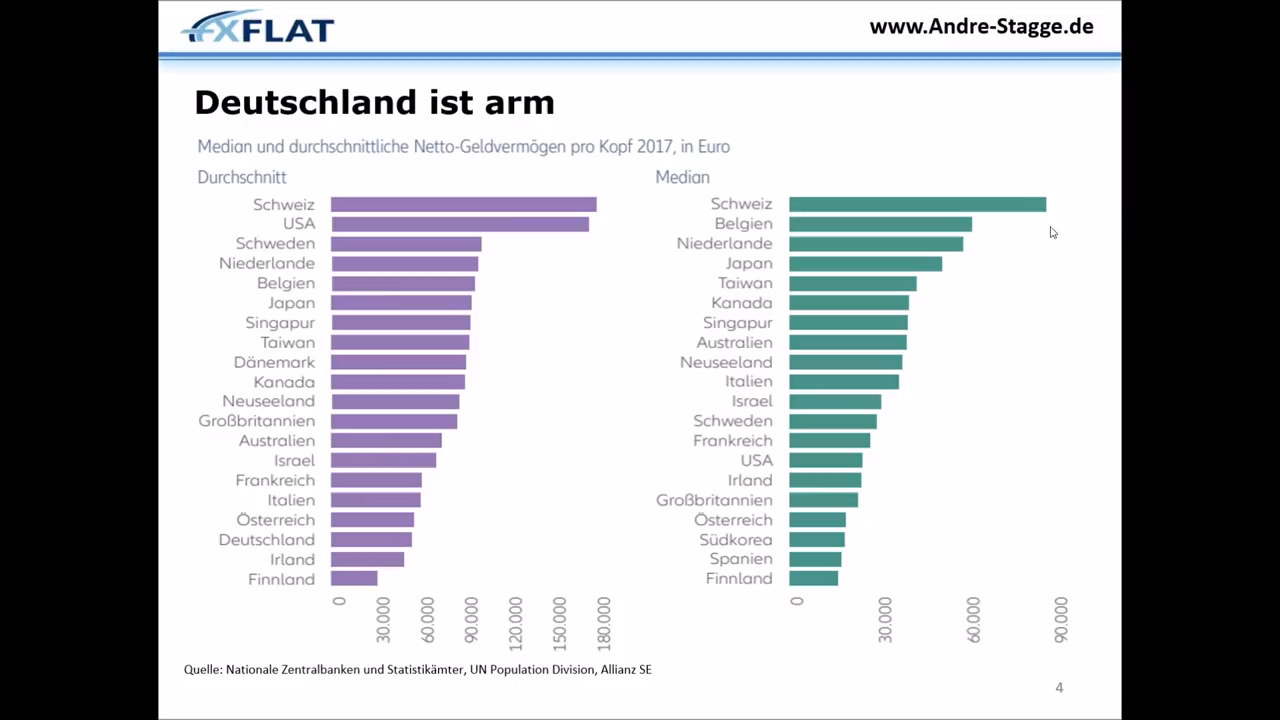 FXFLAT
www.Andre-Stagge.de
Deutschland ist arm
Median und durchschnittliche Netto-Geldvermögen pro Kopf 2017, in Euro
Durchschnitt
Schweiz
USA
Schweden
Niederlande
Belgien
Japan
Singapur
Taiwan
Dänemark
Kanada
Neuseeland
Großbritannien
Australien
Israel
Frankreich
Italien
Österreich
Deutschland
Irland
Finnland
0
30.000
60.000
90.000
120.000
150.000
180.000
Median
Schweiz
Belgien
Niederlande
Japan
Taiwan
Kanada
Singapur
Australien
Neuseeland
Italien
Israel
Schweden
Frankreich
USA
Irland
Großbritannien
Österreich
Südkorea
Spanien
Finnland
0
30.000
60.000
90.000
Quelle: Nationale Zentralbanken und Statistikämter, UN Population Division, Allianz SE
4